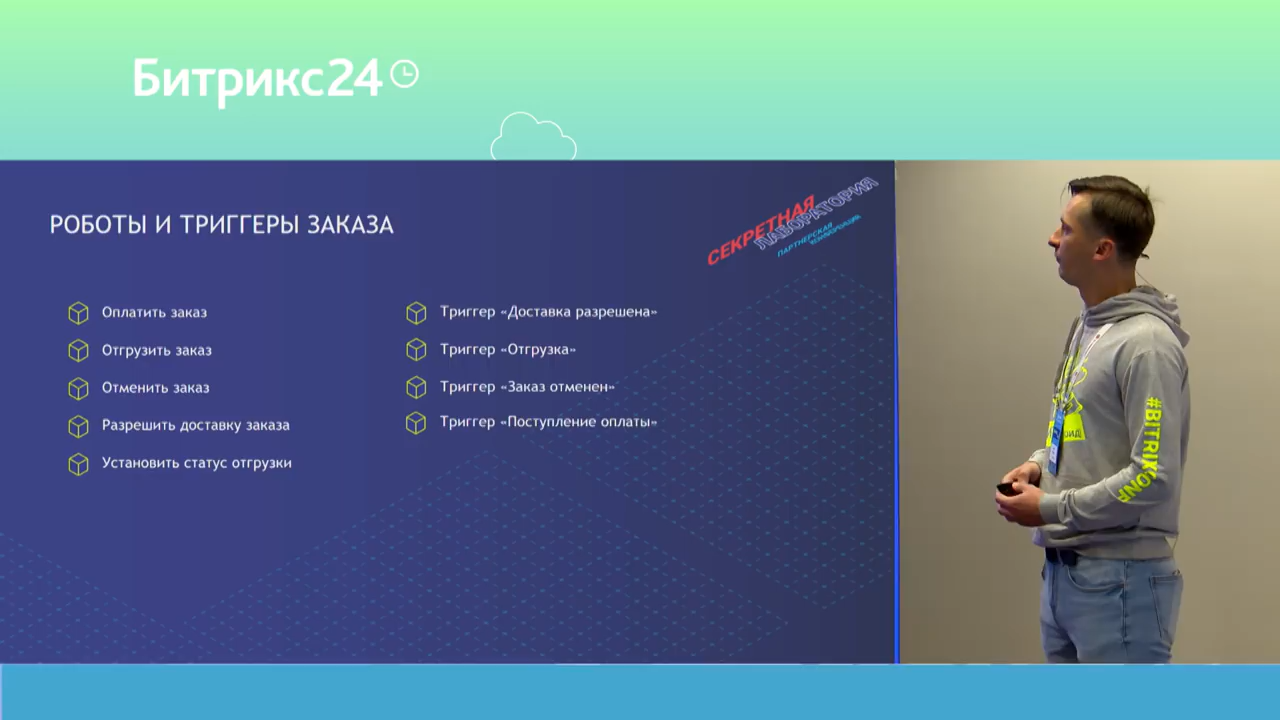 Битрикс24
РОБОТЫ И ТРИГГЕРЫ ЗАКАЗА
СЕКРЕТНАЯ
ЛАБОРАТОРИЯ
ПАРТНЕРСКАЯ
КОНФЕРЕНЦИЯ
Оплатить заказ
Отгрузить заказ
Отменить заказ
Разрешить доставку заказа
Установить статус отгрузки
Триггер «Доставка разрешена»
Триггер «Отгрузка»
Триггер «Заказ отменен»
Триггер «Поступление оплаты»
#BITRIXCONF